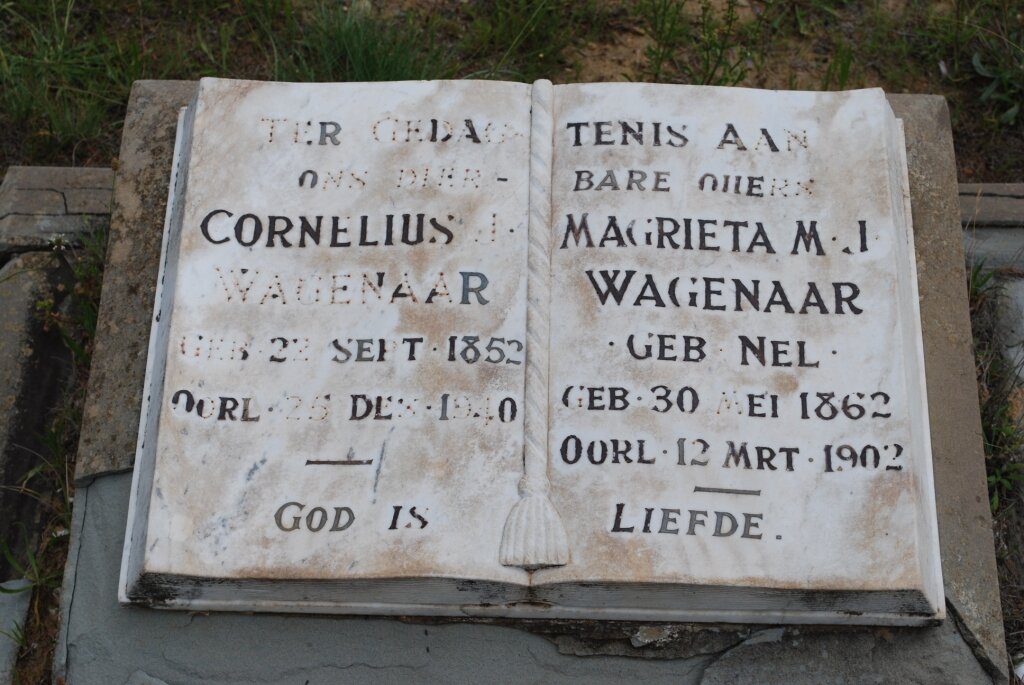 TER GEDAG-
ONS DIER-
CORNELIUS J.
WAGENAAR
GEB · SEPT · 1852
OORL · DES · 1940
GOD IS
TENIS AAN
BARE OUERS
MAGRIETA M. J.
WAGENAAR
· GEB · NEL ·
GEB · 30 MEI 1862
OORL · 12 MRT · 1902
LIEFDE.